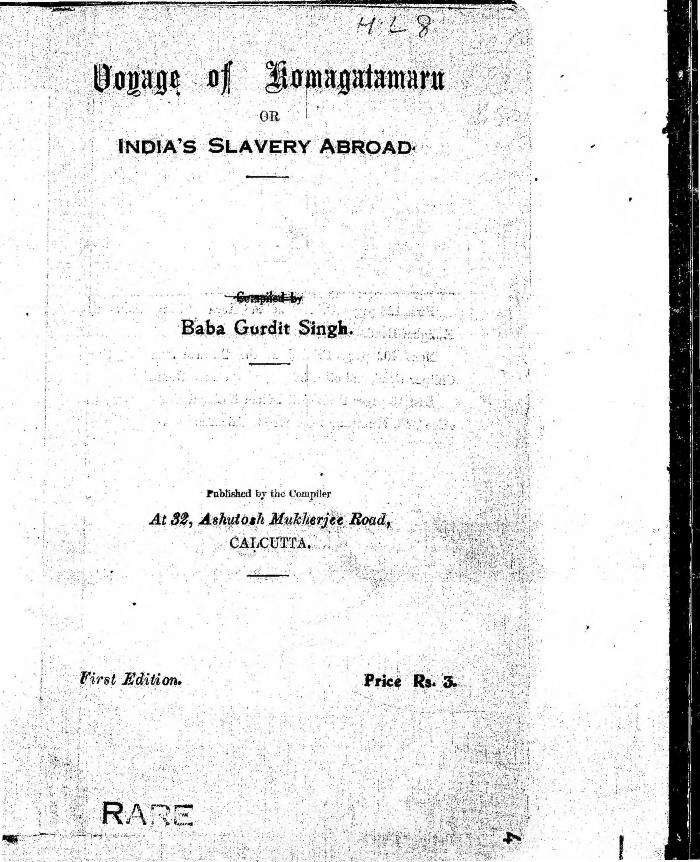 H L 8
Voyage of Komagatamaru
OR
INDIA'S SLAVERY ABROAD
Compiled by
Baba Gurdit Singh.
Published by the Compiler
At 32, Ashutosh Mukherjee Road,
CALCUTTA.
First Edition. Price Rs. 3.
RARE
4